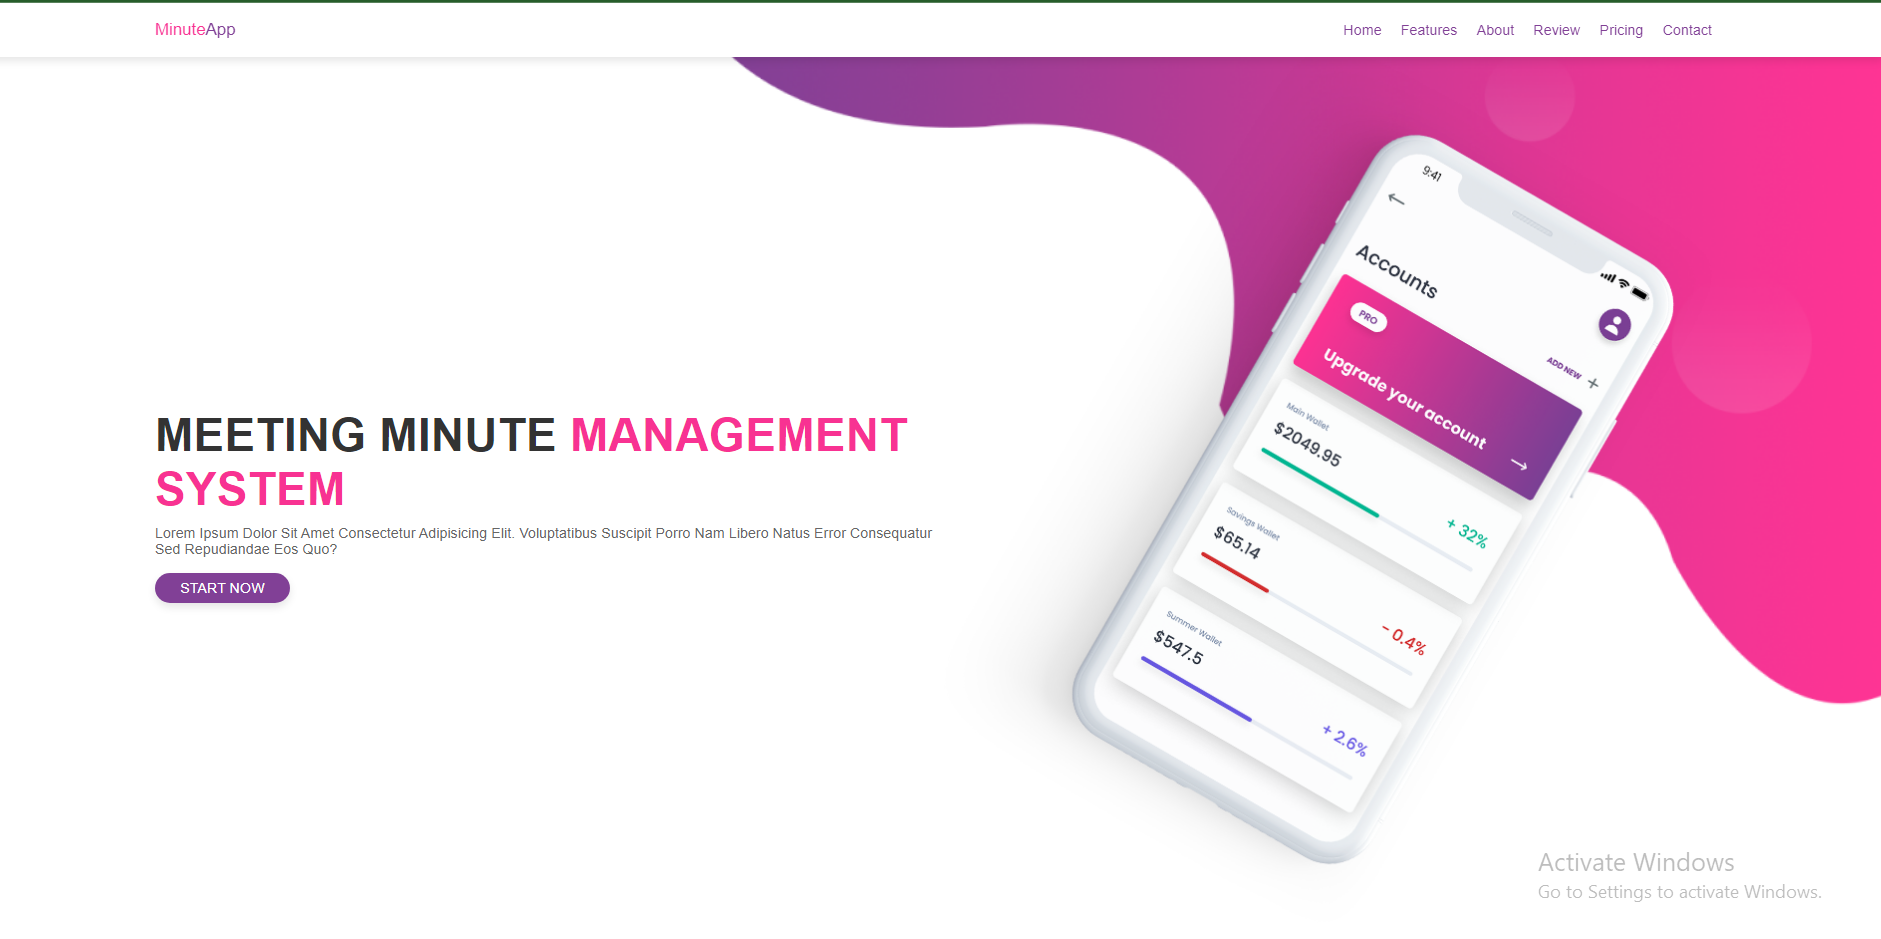 MinuteApp
Home Features About Review Pricing Contact
MEETING MINUTE MANAGEMENT
SYSTEM
Lorem Ipsum Dolor Sit Amet Consectetur Adipisicing Elit. Voluptatibus Suscipit Porro Nam Libero Natus Error Consequatur
Sed Repudiandae Eos Quo?
START NOW
9:41
Accounts
ADD NEW +
PRO
Upgrade your account
Main Wallet
$2049.95
+ 32%
Savings Wallet
$65.14
- 0.4%
Summer Wallet
$547.5
+ 2.6%
Activate Windows
Go to Settings to activate Windows.